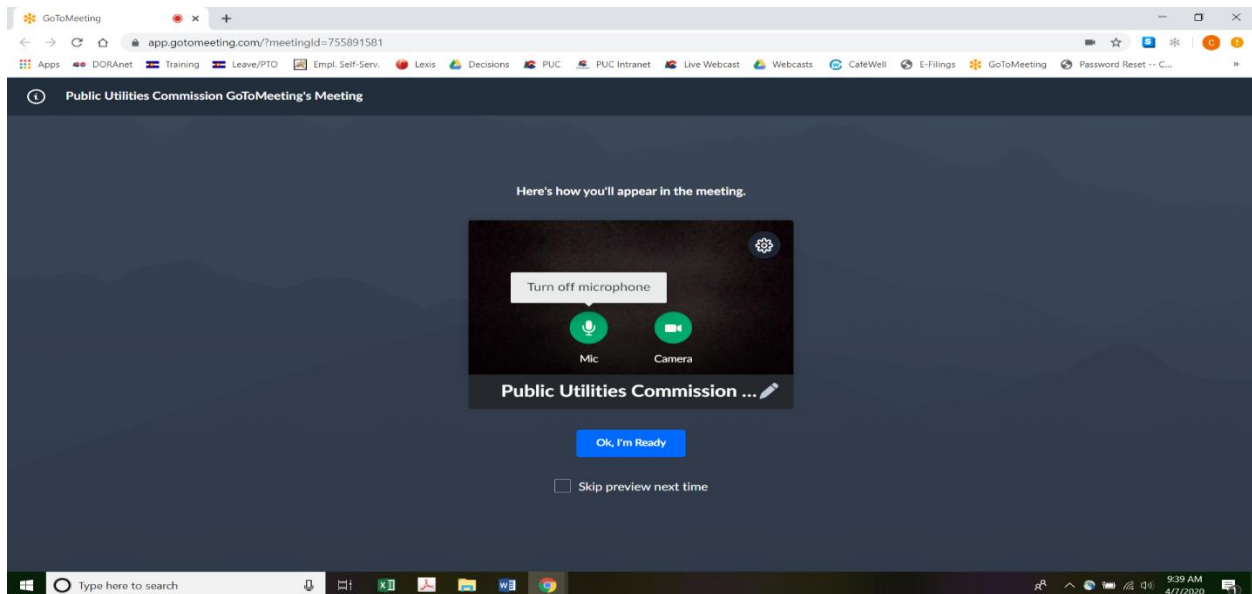 GoToMeeting
app.gotomeeting.com/?meetingId=755891581
Apps DORAnet Training Leave/PTO Empl. Self-Serv. Lexis Decisions PUC PUC Intranet Live Webcast Webcasts CaféWell E-Filings GoToMeeting Password Reset -- C... »
Public Utilities Commission GoToMeeting's Meeting
Here's how you'll appear in the meeting.
Turn off microphone
Mic Camera
Public Utilities Commission ...
Ok, I'm Ready
Skip preview next time
Type here to search
9:39 AM
4/7/2020